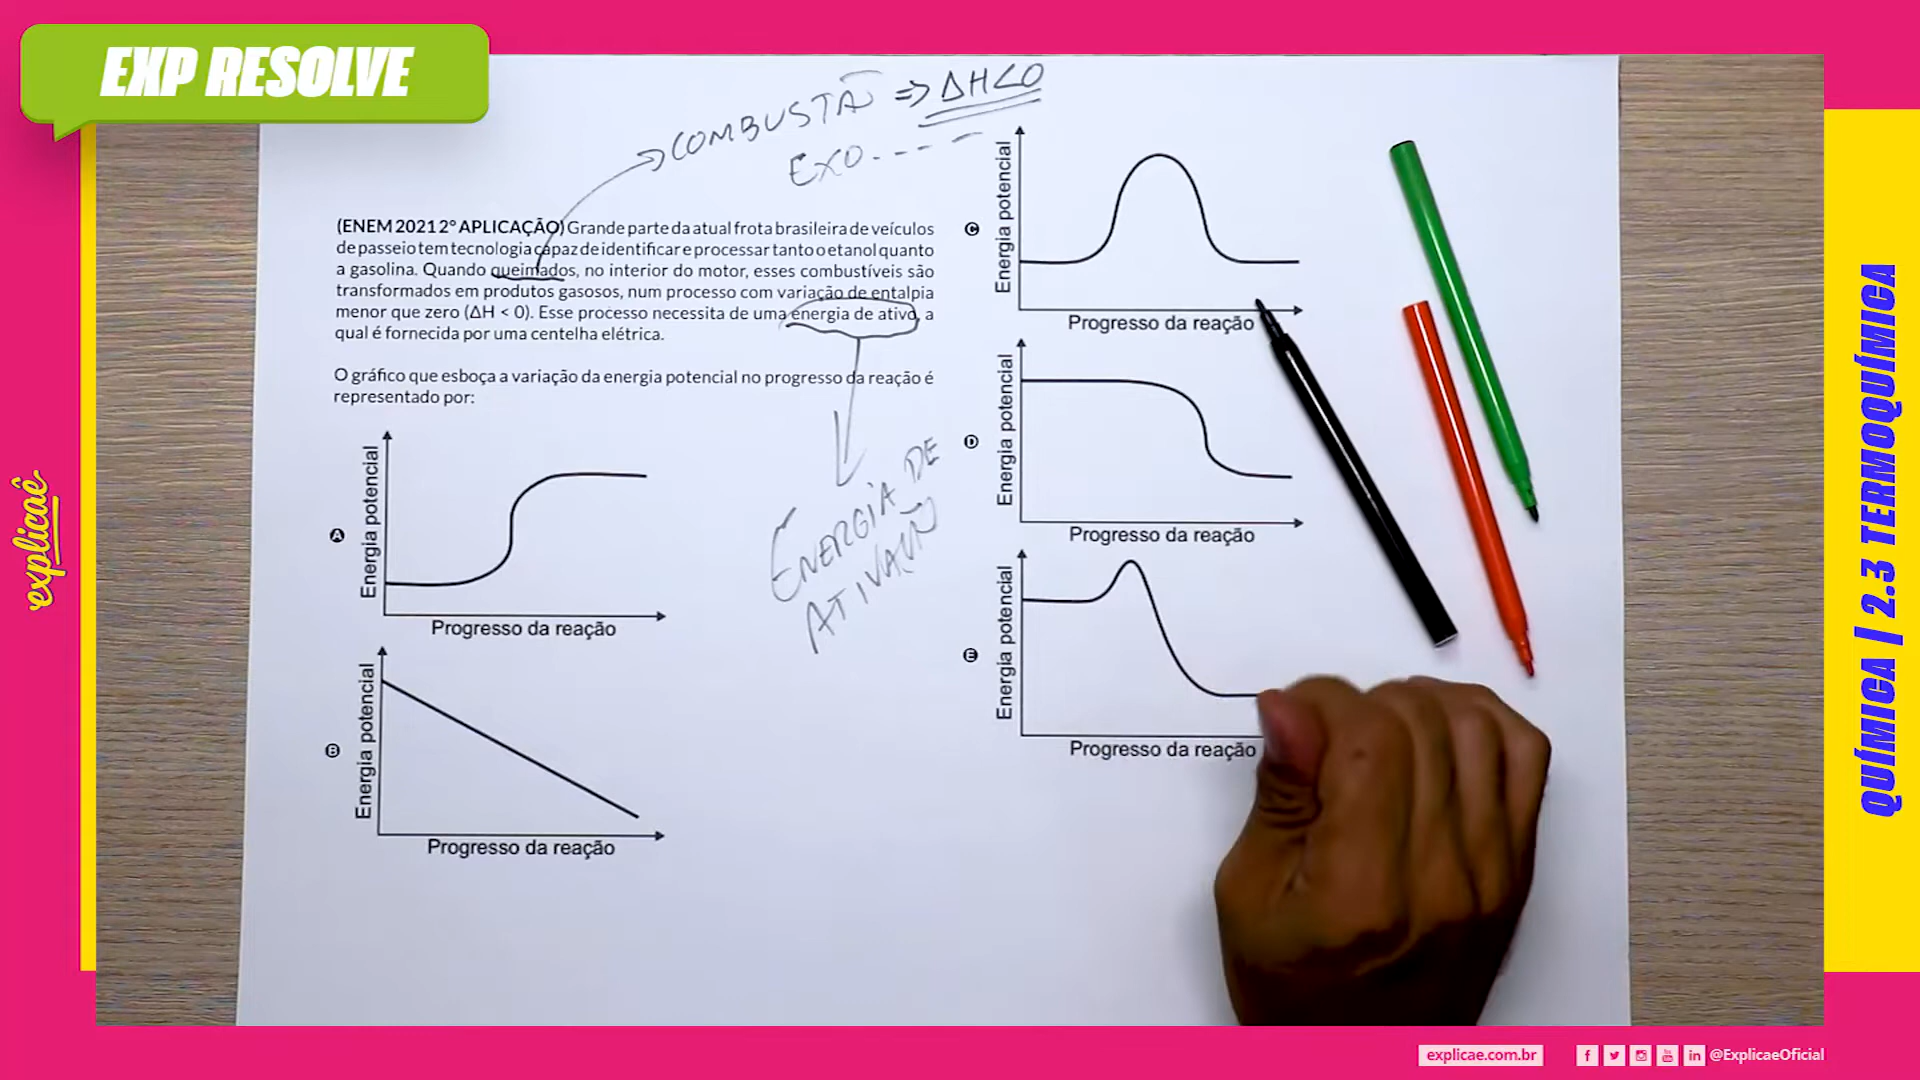 EXP RESOLVE
COMBUSTÃO => ΔH<0
EXO----
(ENEM 2021 2° APLICAÇÃO) Grande parte da atual frota brasileira de veículos
de passeio tem tecnologia capaz de identificar e processar tanto o etanol quanto
a gasolina. Quando queimados, no interior do motor, esses combustíveis são
transformados em produtos gasosos, num processo com variação de entalpia
menor que zero (ΔH < 0). Esse processo necessita de uma energia de ativo, a
qual é fornecida por uma centelha elétrica.
O gráfico que esboça a variação da energia potencial no progresso da reação é
representado por:
A
Energia potencial
Progresso da reação
B
Energia potencial
Progresso da reação
ENERGIA DE
ATIVAÇÃO
C
Energia potencial
Progresso da reação
D
Energia potencial
Progresso da reação
E
Energia potencial
Progresso da reação
explicaê
QUÍMICA | 2.3 TERMOQUÍMICA
explicae.com.br
@ExplicaeOficial